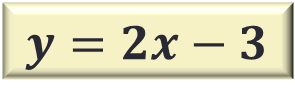 y = 2x − 3